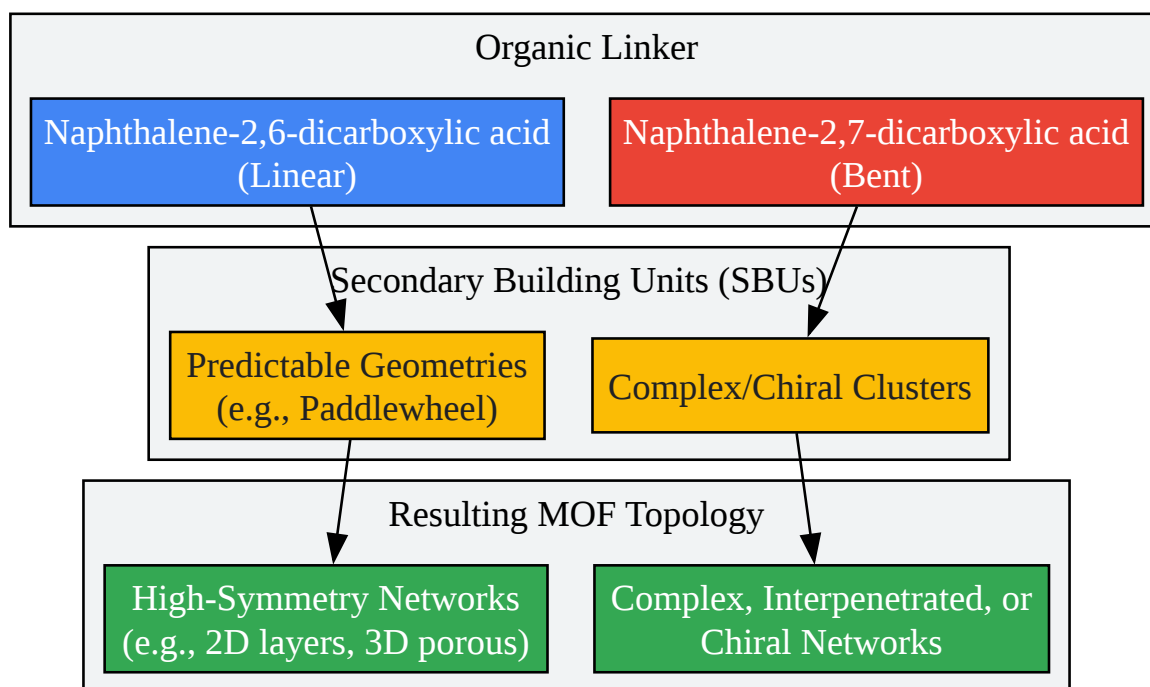 Organic Linker
Naphthalene-2,6-dicarboxylic acid
(Linear)
Naphthalene-2,7-dicarboxylic acid
(Bent)
Secondary Building Units (SBUs)
Predictable Geometries
(e.g., Paddlewheel)
Complex/Chiral Clusters
Resulting MOF Topology
High-Symmetry Networks
(e.g., 2D layers, 3D porous)
Complex, Interpenetrated, or
Chiral Networks